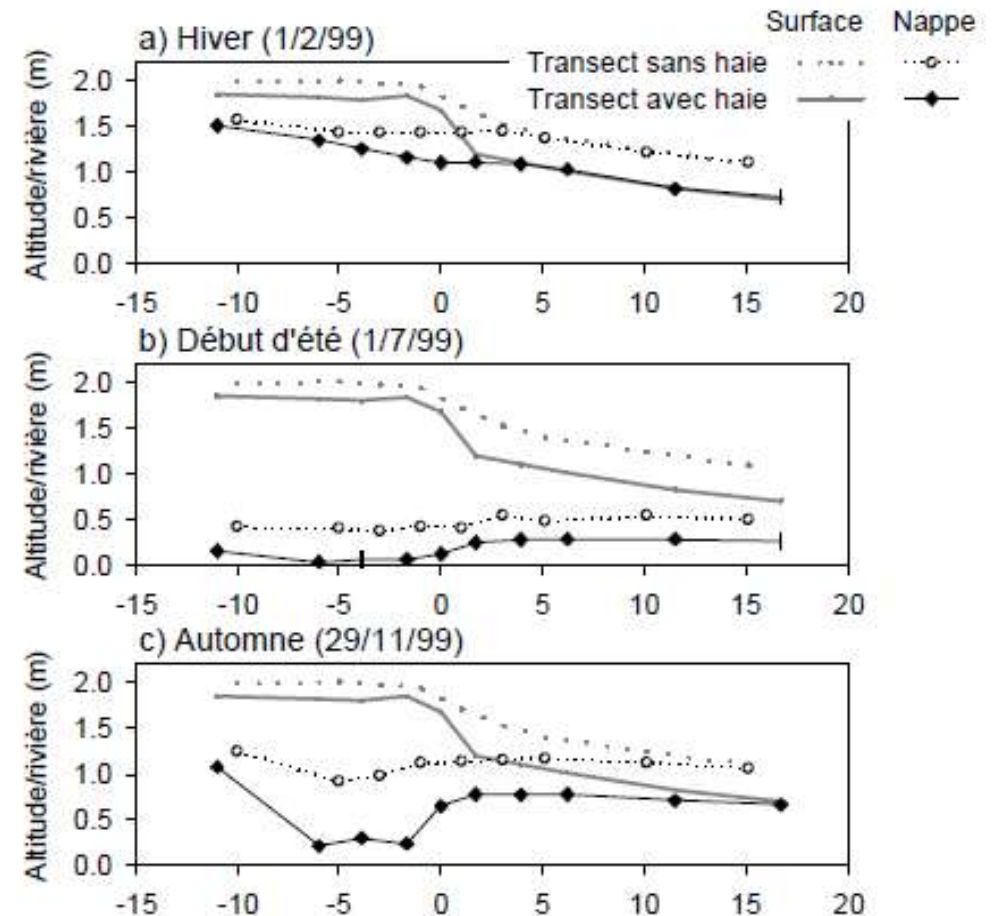 Surface Nappe
a) Hiver (1/2/99)
Transect sans haie
Transect avec haie
Altitude/rivière (m)
2.0
1.5
1.0
0.5
0.0
-15 -10 -5 0 5 10 15 20
b) Début d'été (1/7/99)
Altitude/rivière (m)
2.0
1.5
1.0
0.5
0.0
-15 -10 -5 0 5 10 15 20
c) Automne (29/11/99)
Altitude/rivière (m)
2.0
1.5
1.0
0.5
0.0
-15 -10 -5 0 5 10 15 20